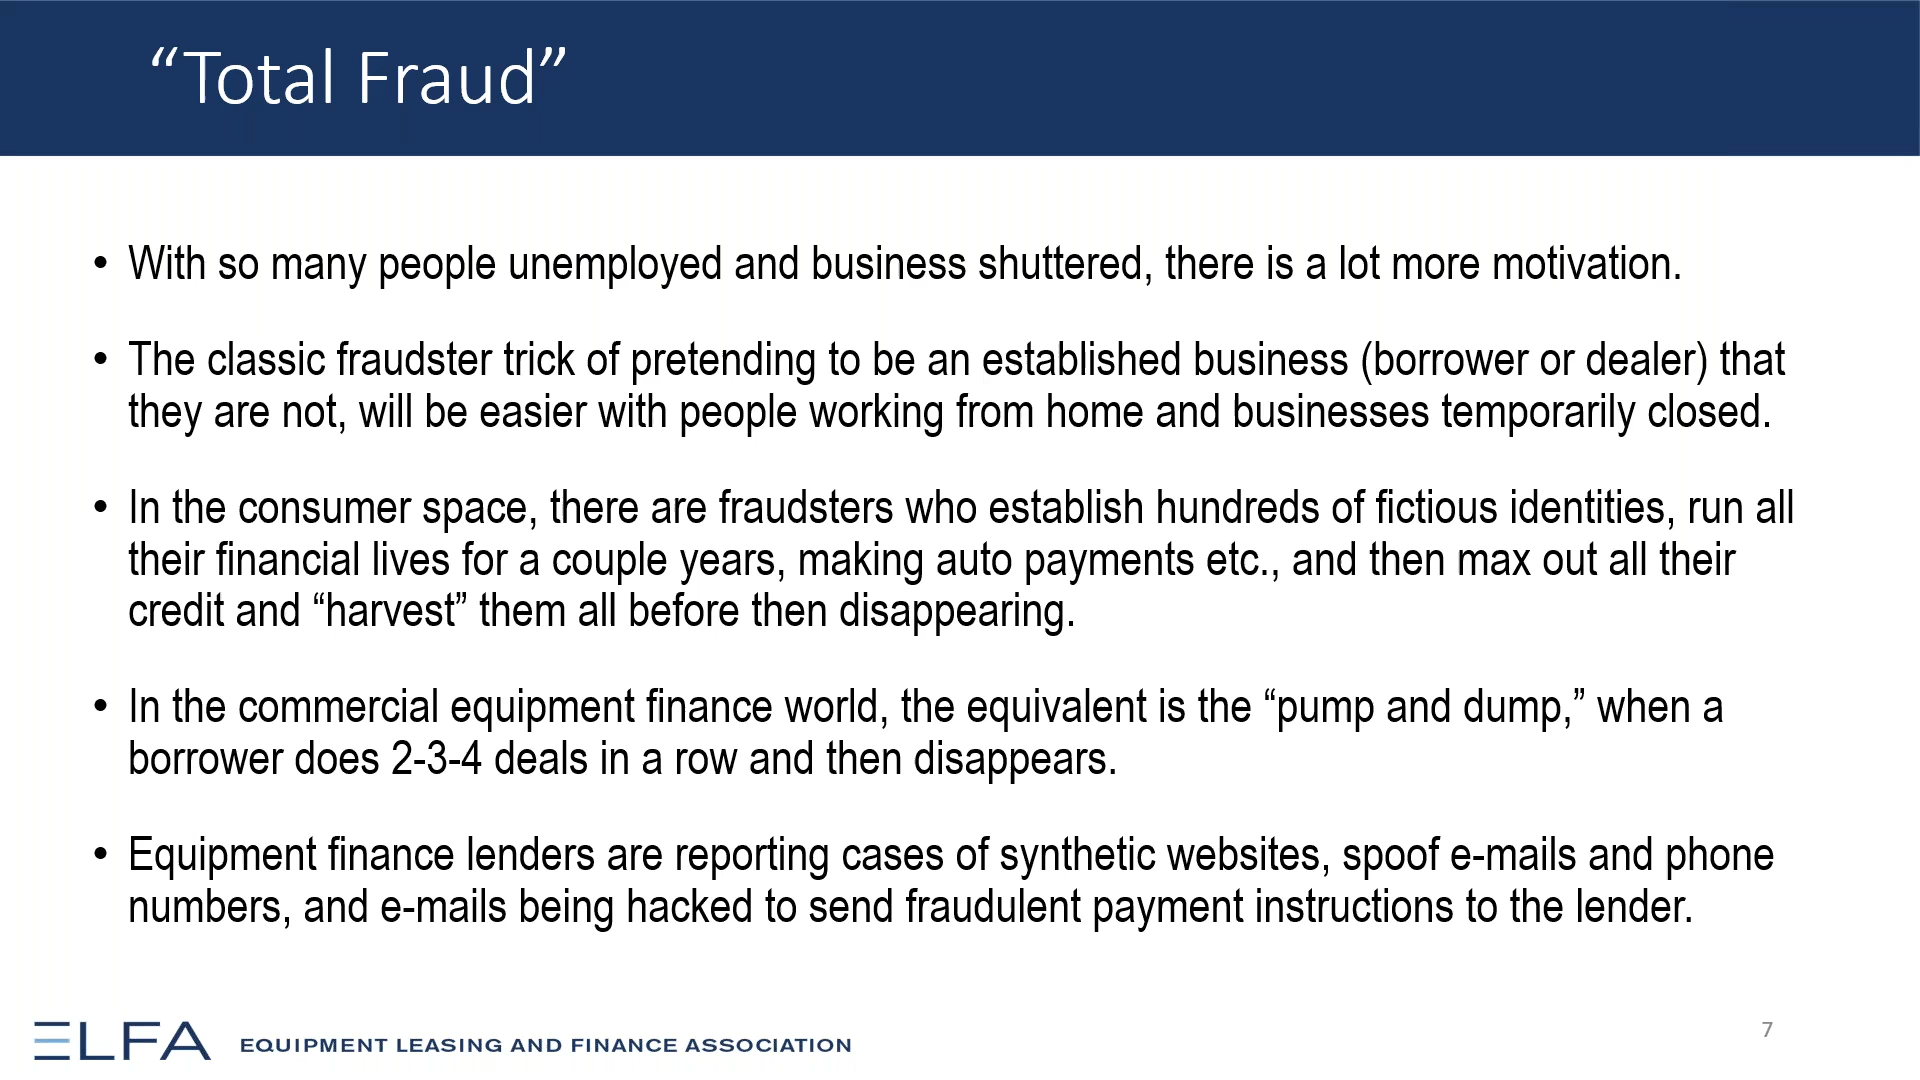 “Total Fraud”
• With so many people unemployed and business shuttered, there is a lot more motivation.
• The classic fraudster trick of pretending to be an established business (borrower or dealer) that
they are not, will be easier with people working from home and businesses temporarily closed.
• In the consumer space, there are fraudsters who establish hundreds of fictious identities, run all
their financial lives for a couple years, making auto payments etc., and then max out all their
credit and “harvest” them all before then disappearing.
• In the commercial equipment finance world, the equivalent is the “pump and dump,” when a
borrower does 2-3-4 deals in a row and then disappears.
• Equipment finance lenders are reporting cases of synthetic websites, spoof e-mails and phone
numbers, and e-mails being hacked to send fraudulent payment instructions to the lender.
ELFA EQUIPMENT LEASING AND FINANCE ASSOCIATION
7